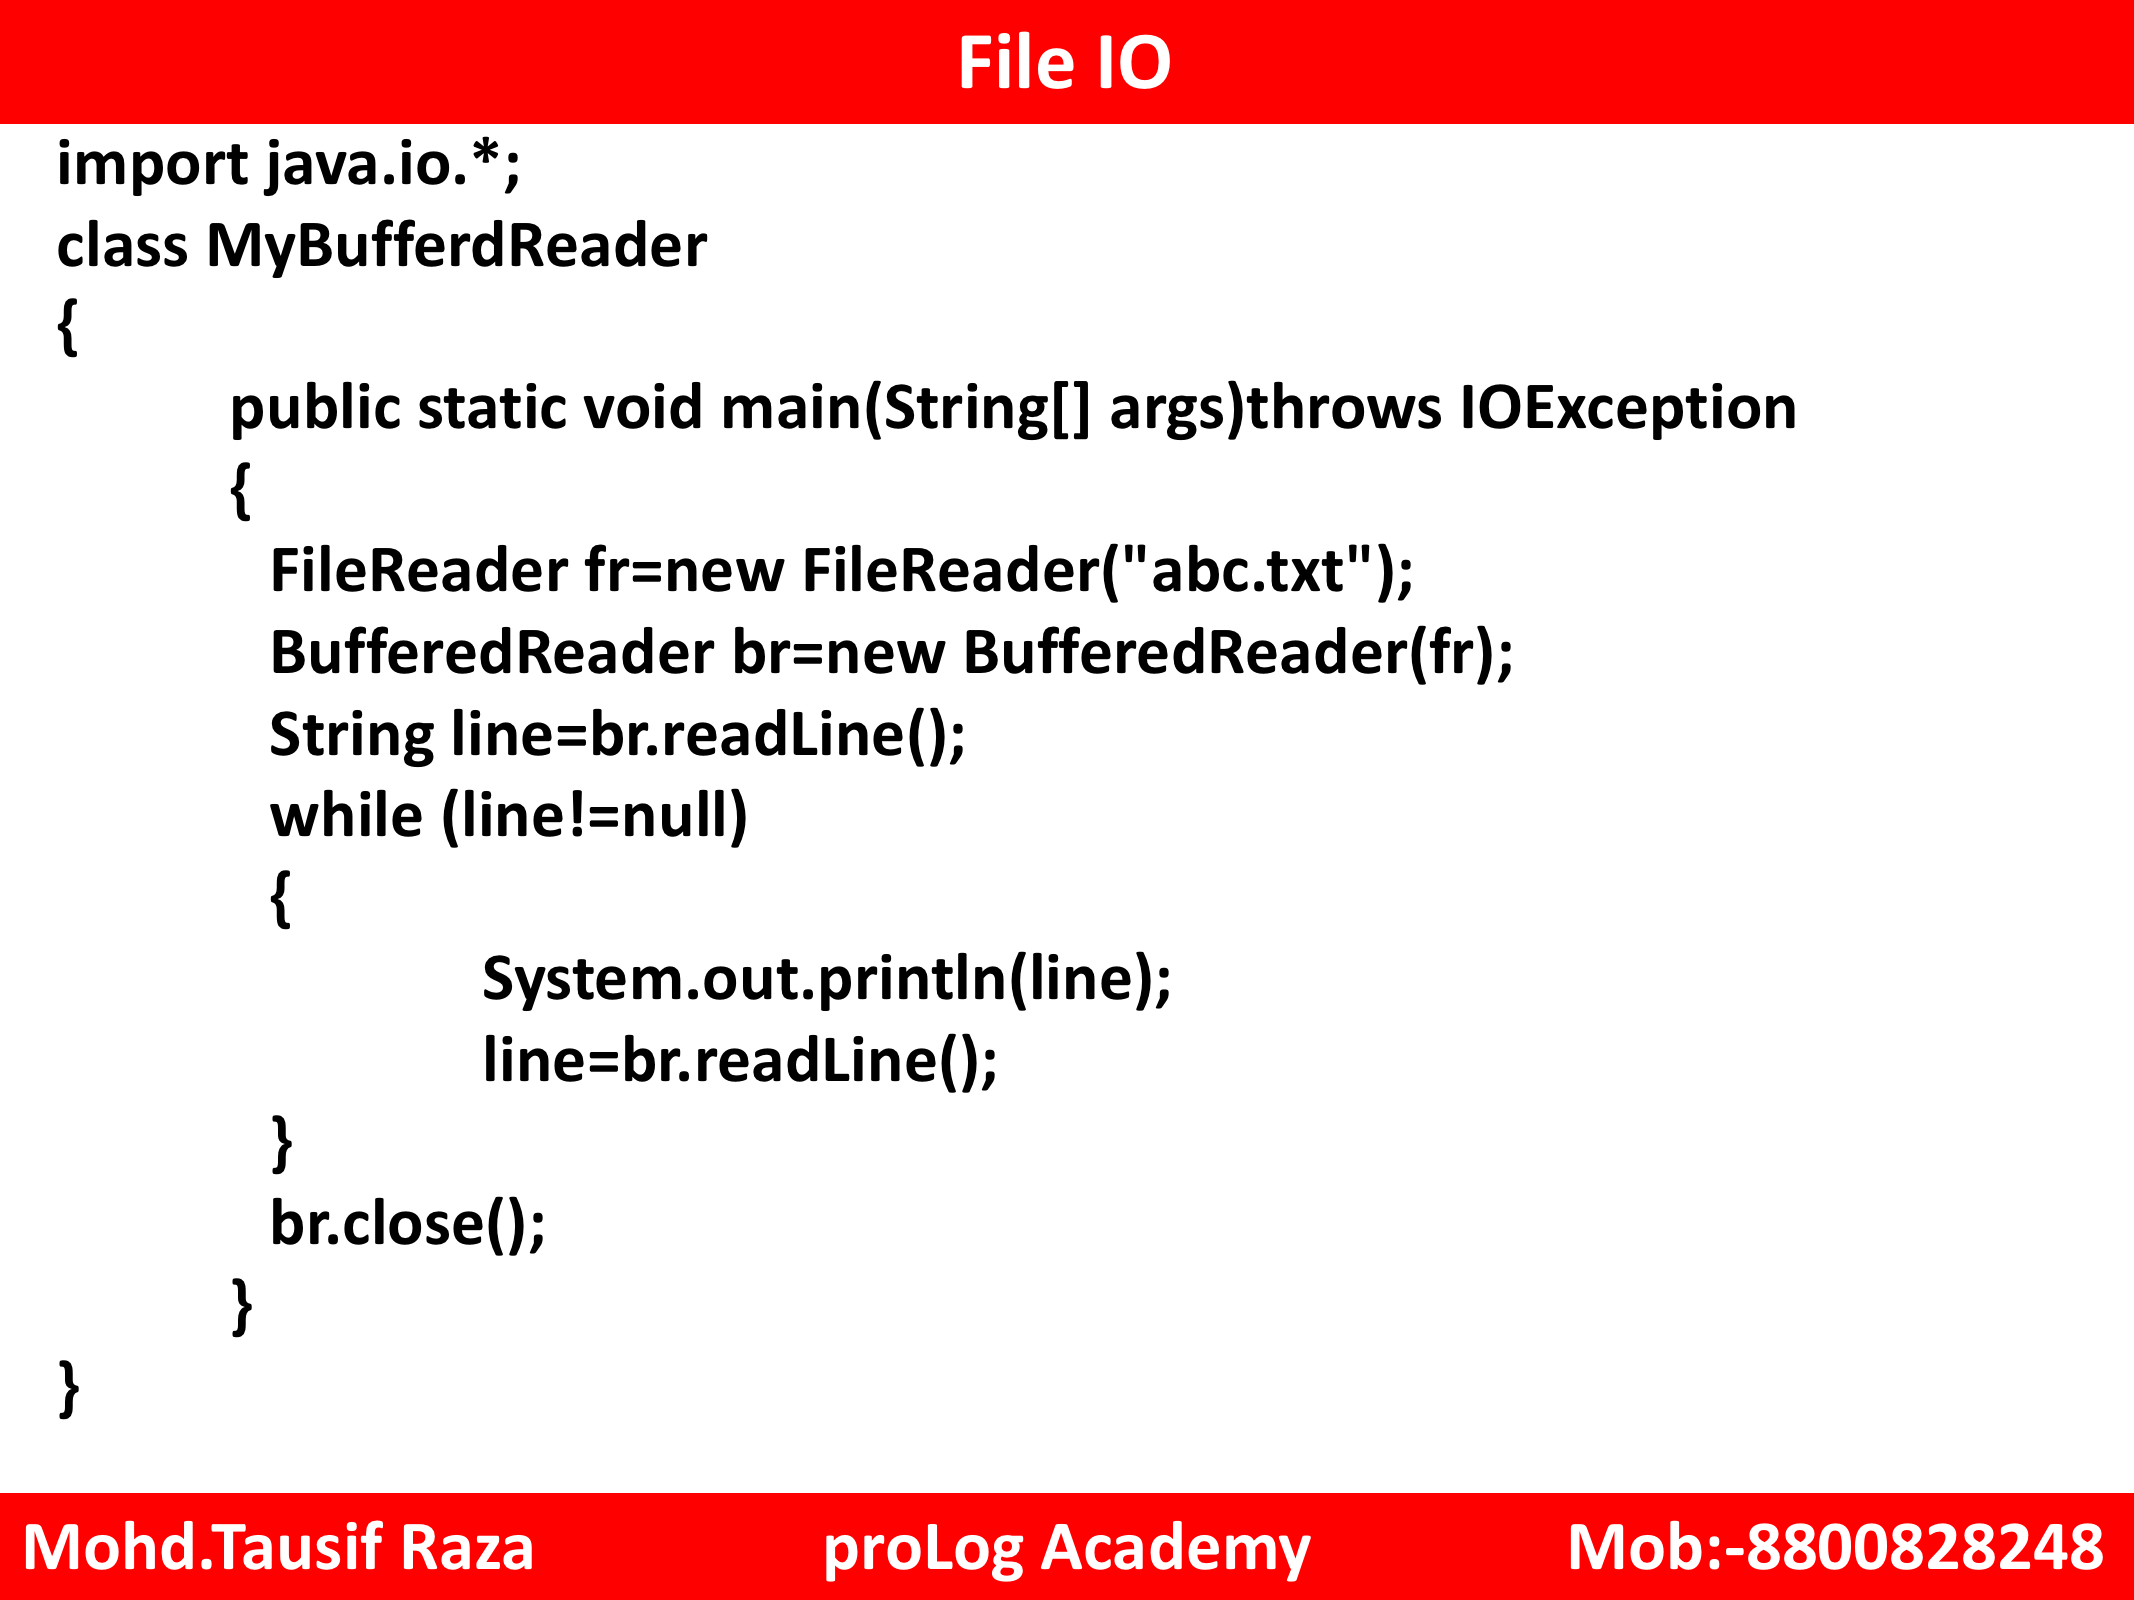 File IO
import java.io.*;
class MyBufferdReader
{
public static void main(String[] args)throws IOException
{
FileReader fr=new FileReader("abc.txt");
BufferedReader br=new BufferedReader(fr);
String line=br.readLine();
while (line!=null)
{
System.out.println(line);
line=br.readLine();
}
br.close();
}
}
Mohd.Tausif Raza proLog Academy Mob:-8800828248